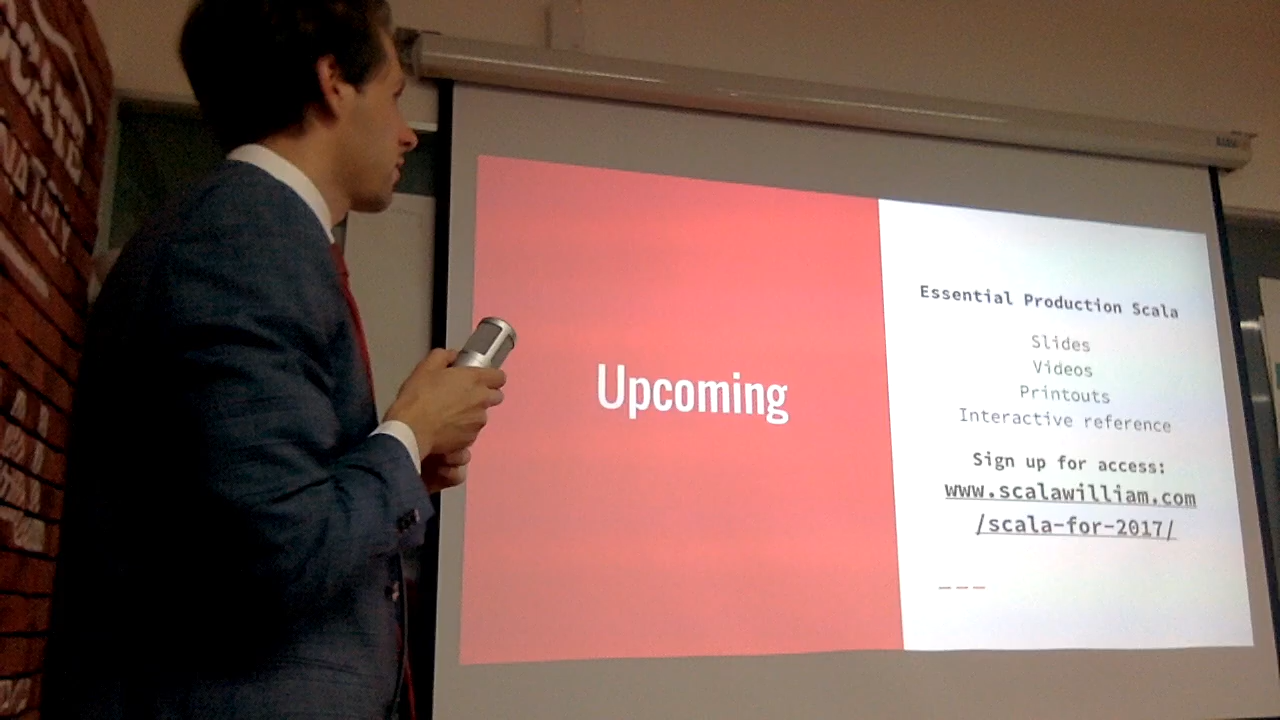 Upcoming
Essential Production Scala
Slides
Videos
Printouts
Interactive reference
Sign up for access:
www.scalawilliam.com
/scala-for-2017/